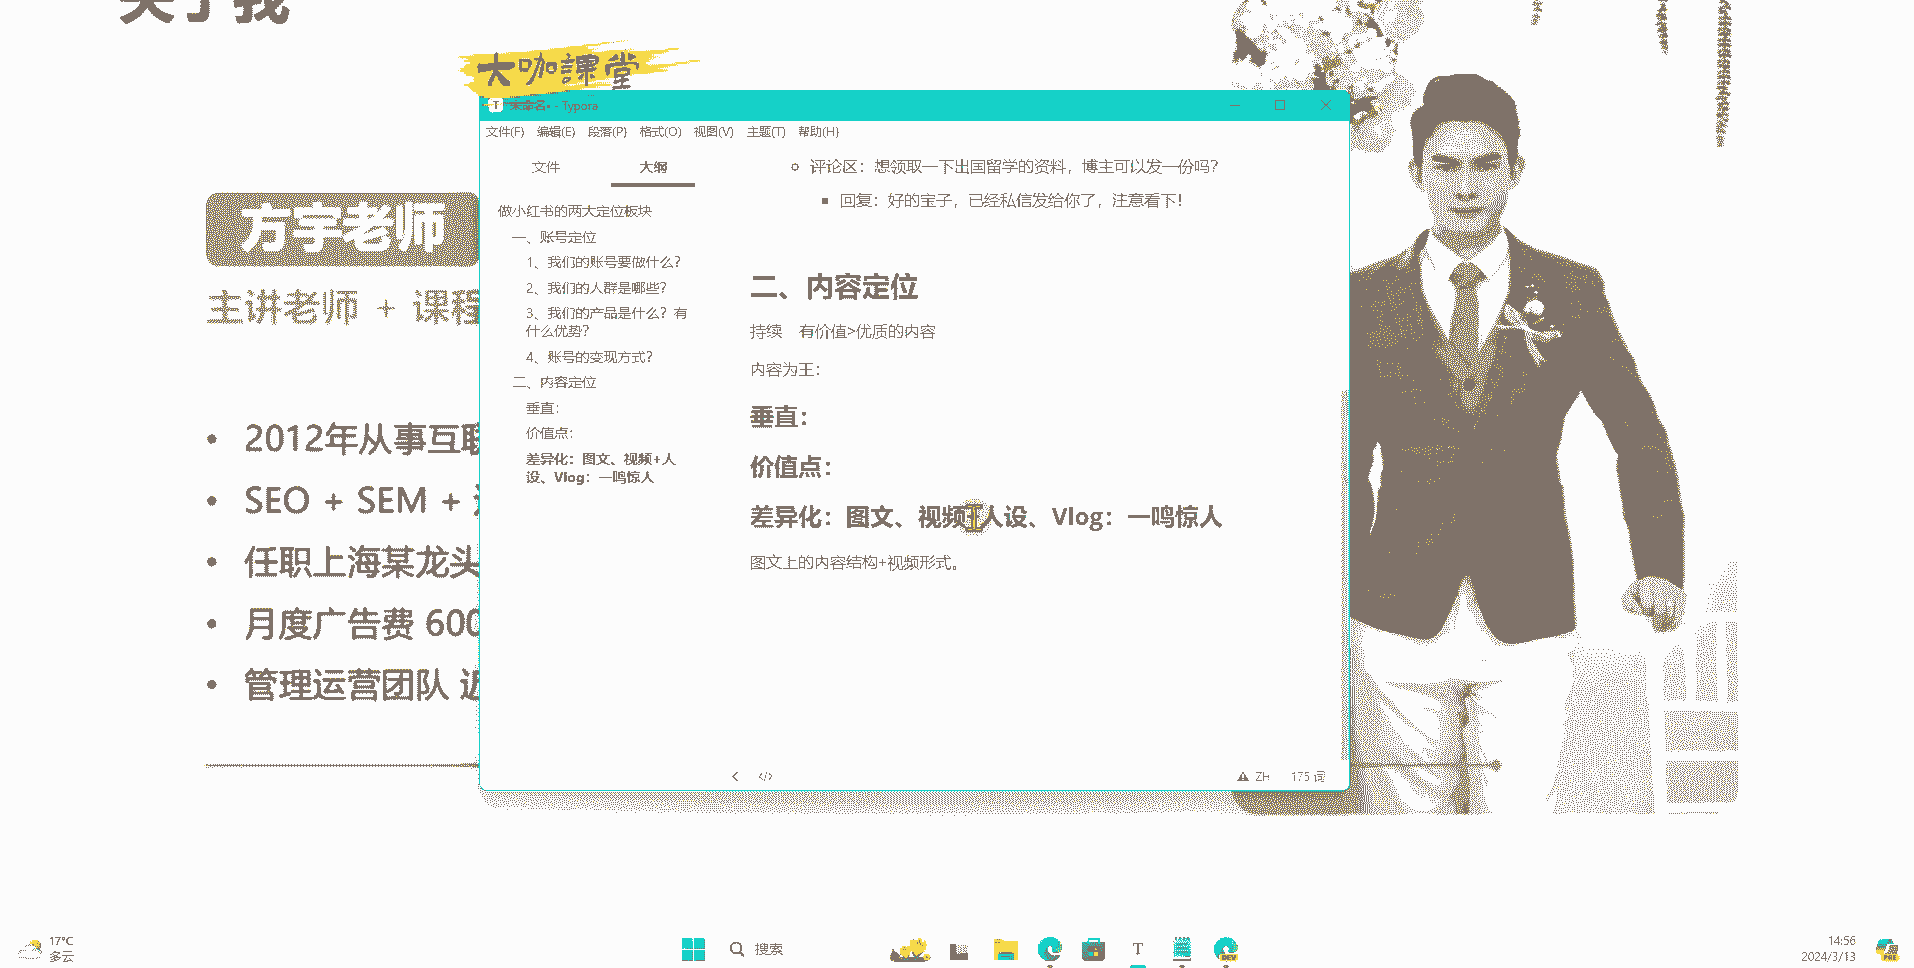 关于我
大咖課堂
未命名• - Typora
文件(F) 编辑(E) 段落(P) 格式(O) 视图(V) 主题(T) 帮助(H)
文件 大纲
做小红书的两大定位板块
一、账号定位
1、我们的账号要做什么？
2、我们的人群是哪些？
3、我们的产品是什么？有
什么优势？
4、账号的变现方式？
二、内容定位
垂直：
价值点：
差异化：图文、视频+人
设、Vlog：一鸣惊人
评论区：想领取一下出国留学的资料，博主可以发一份吗？
回复：好的宝子，已经私信发给你了，注意看下！
二、内容定位
持续 有价值>优质的内容
内容为王：
垂直：
价值点：
差异化：图文、视频+人设、Vlog：一鸣惊人
图文上的内容结构+视频形式。
ZH 175 词
方宇老师
主讲老师 + 课程
2012年从事互联
SEO + SEM +
任职上海某龙头
月度广告费 600
管理运营团队 近
17°C
多云
搜索
14:56
2024/3/13
DEV
PRE